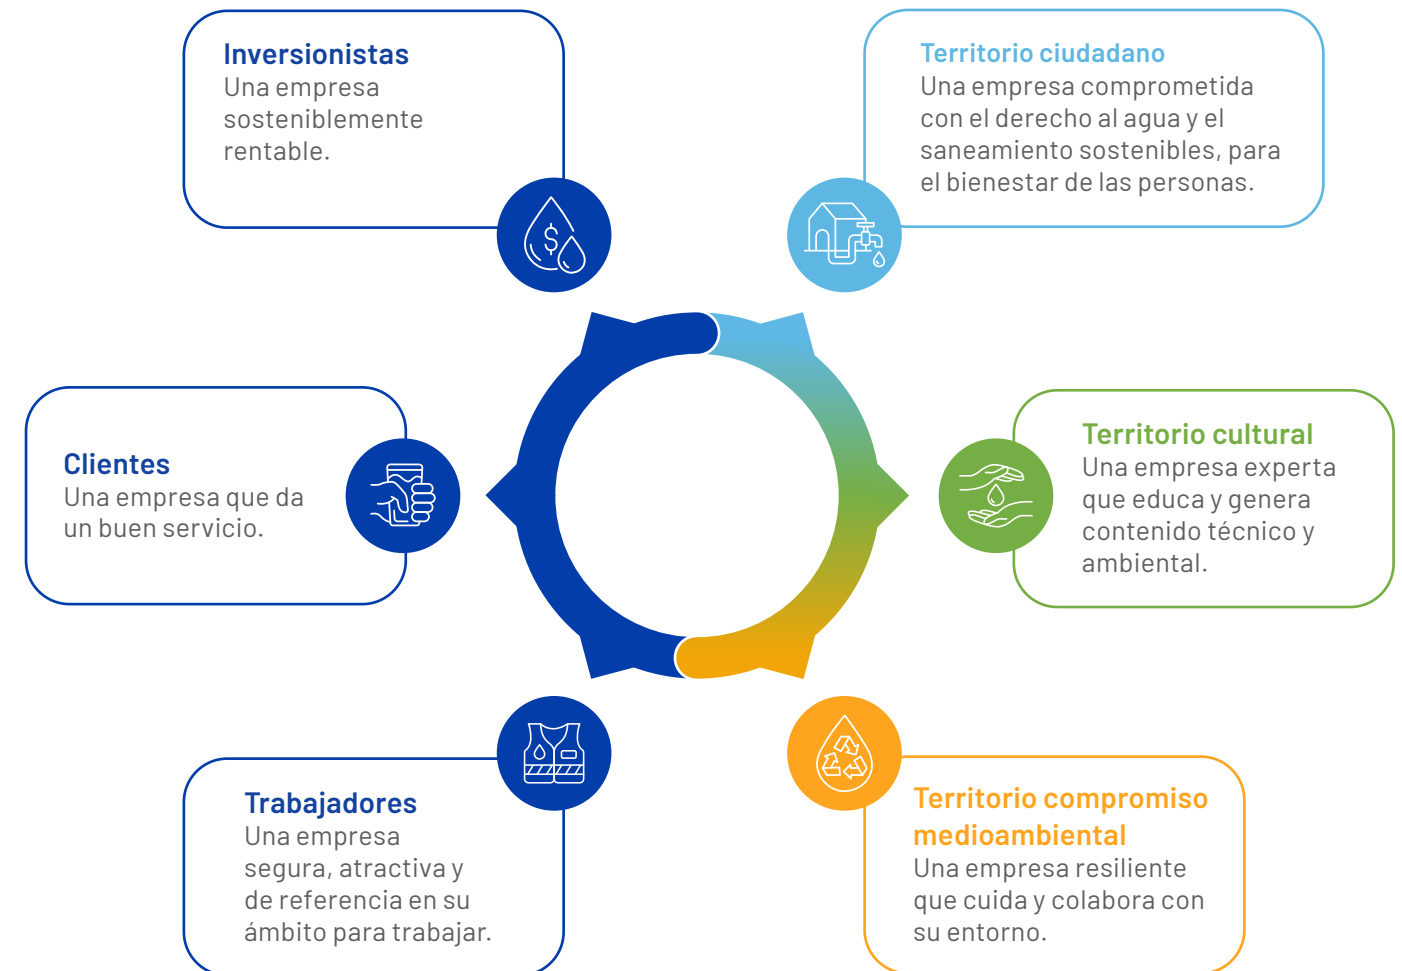 Inversionistas
Una empresa
sosteniblemente
rentable.
$
Territorio ciudadano
Una empresa comprometida
con el derecho al agua y el
saneamiento sostenibles, para
el bienestar de las personas.
Clientes
Una empresa que da
un buen servicio.
Territorio cultural
Una empresa experta
que educa y genera
contenido técnico y
ambiental.
Trabajadores
Una empresa
segura, atractiva y
de referencia en su
ámbito para trabajar.
Territorio compromiso
medioambiental
Una empresa resiliente
que cuida y colabora con
su entorno.